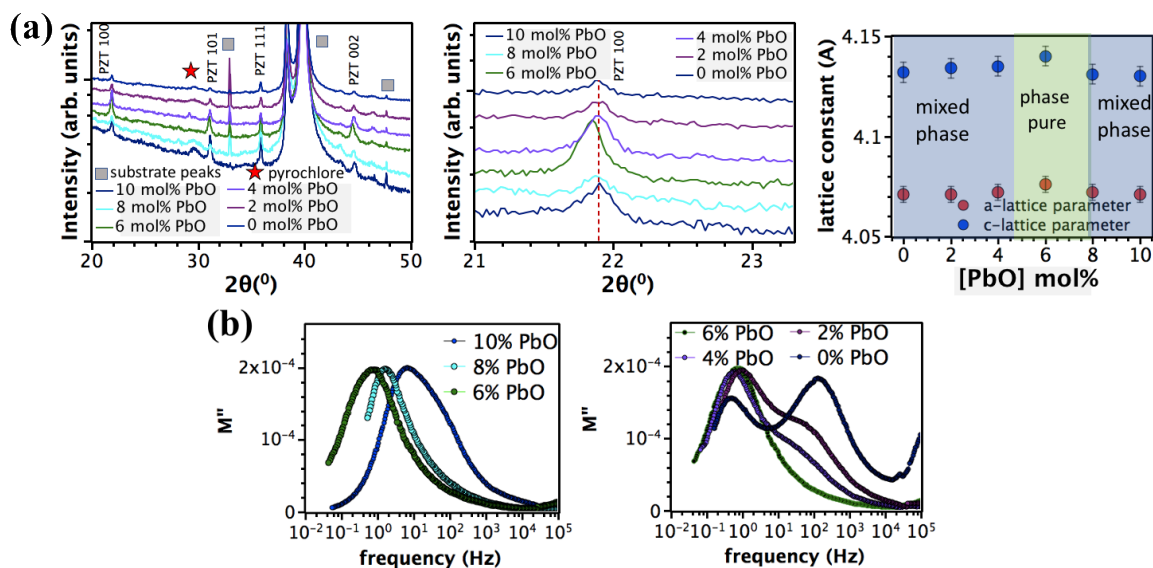 (a)
Intensity (arb. units)
PZT 100
PZT 101
PZT 111
PZT 002
substrate peaks
pyrochlore
10 mol% PbO
8 mol% PbO
6 mol% PbO
4 mol% PbO
2 mol% PbO
0 mol% PbO
20 30 40 50
2θ(⁰)
Intensity (arb. units)
10 mol% PbO
8 mol% PbO
6 mol% PbO
PZT 100
4 mol% PbO
2 mol% PbO
0 mol% PbO
21 22 23
2θ(⁰)
lattice constant (A)
4.15
4.10
4.05
mixed
phase
phase
pure
mixed
phase
a-lattice parameter
c-lattice parameter
0 2 4 6 8 10
[PbO] mol%
(b)
M"
2x10⁻⁴
10⁻⁴
0
10% PbO
8% PbO
6% PbO
10⁻² 10⁻¹ 10⁰ 10¹ 10² 10³ 10⁴ 10⁵
frequency (Hz)
M"
2x10⁻⁴
10⁻⁴
0
6% PbO
4% PbO
2% PbO
0% PbO
10⁻² 10⁻¹ 10⁰ 10¹ 10² 10³ 10⁴ 10⁵
frequency (Hz)